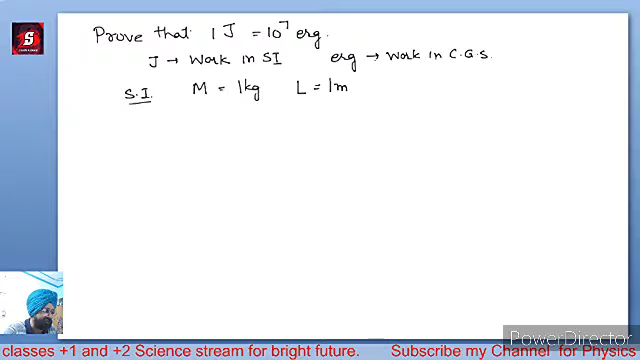 Prove that 1 J = 10⁷ erg.
J → Work in SI erg → Work in C.G.S.
S.I. M = 1kg L = 1m
PowerDirector
classes +1 and +2 Science stream for bright future. Subscribe my Channel for Physics